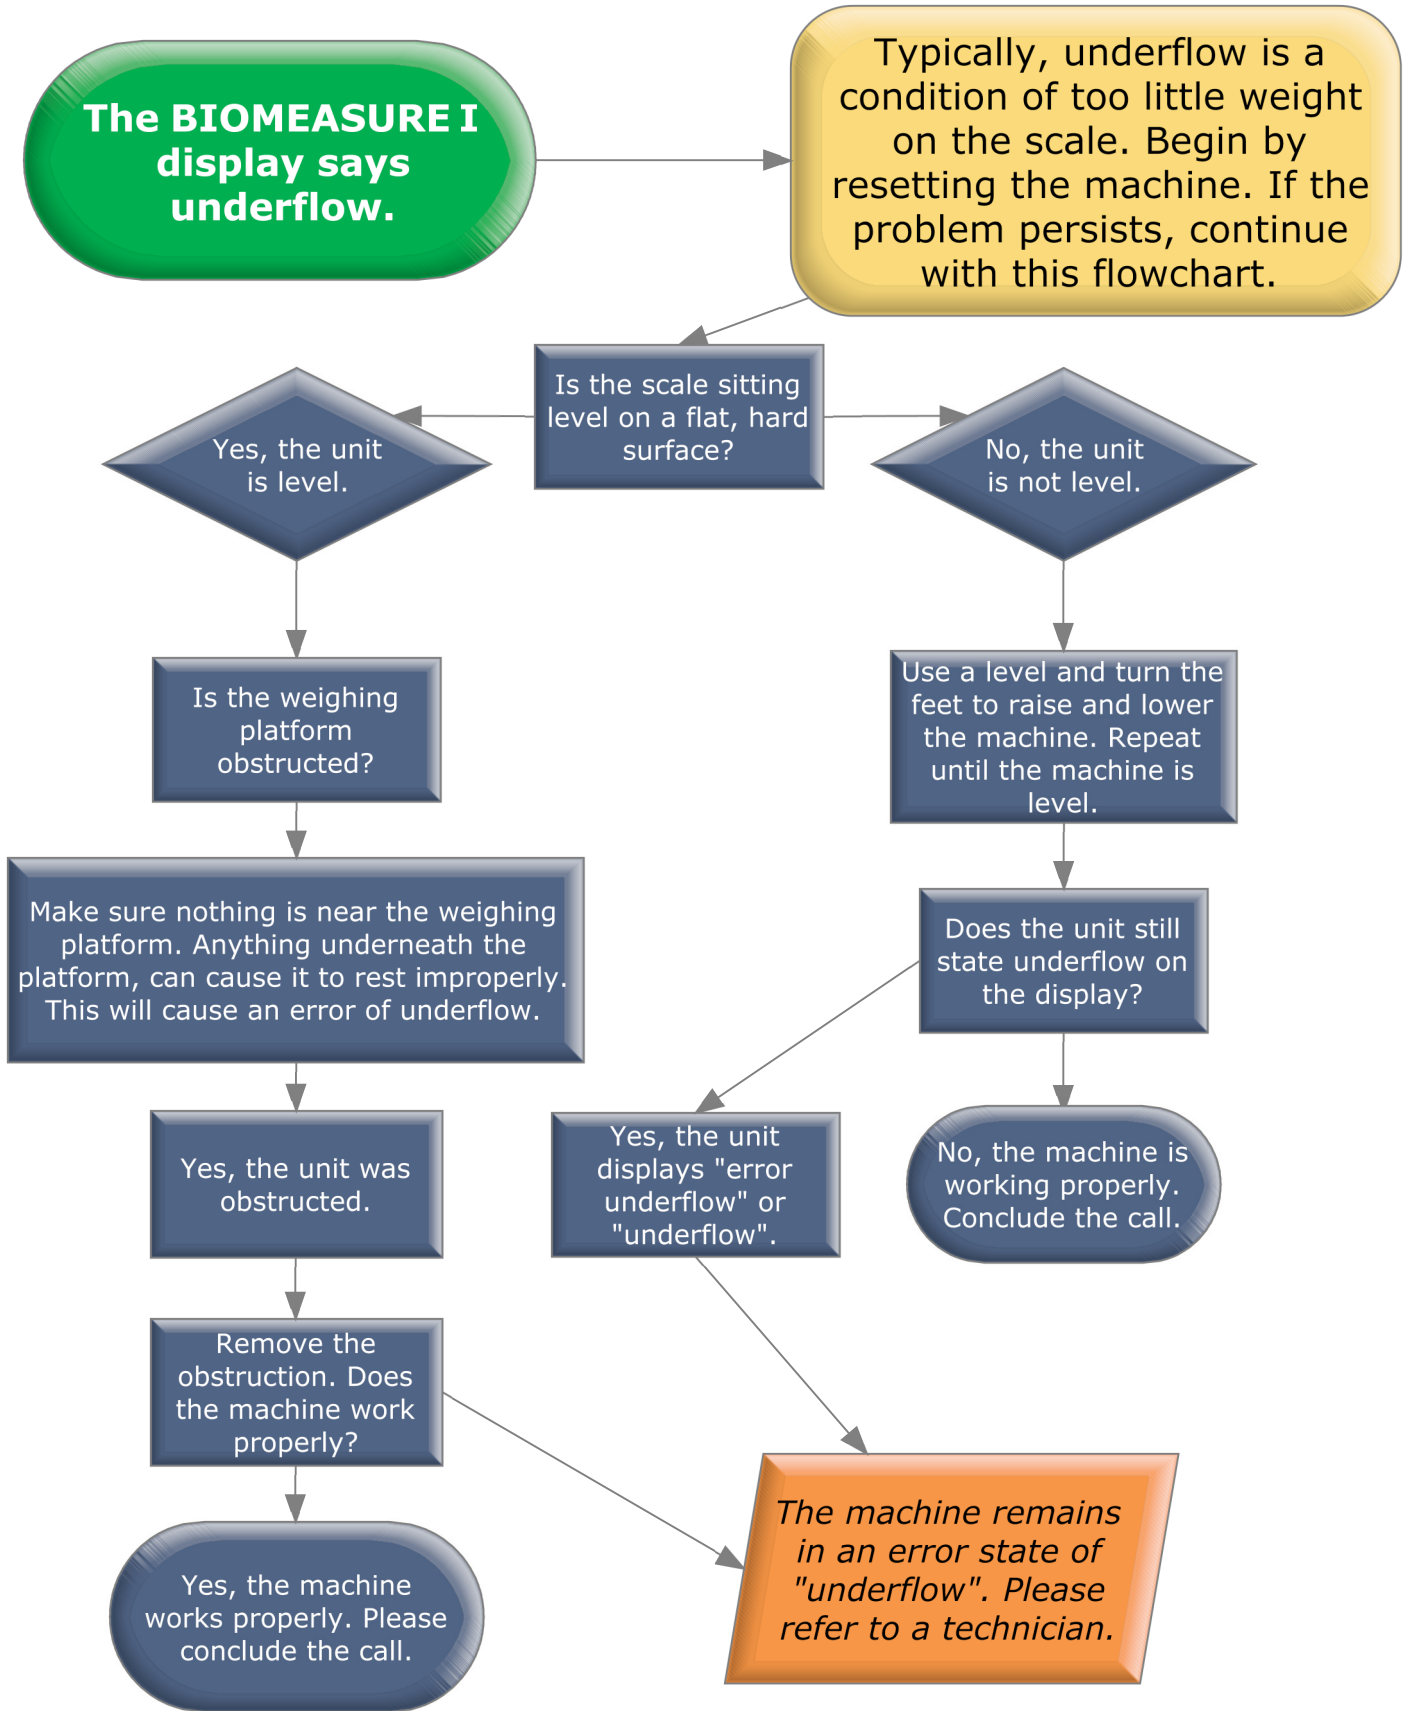 The BIOMEASURE I
display says
underflow.
Typically, underflow is a
condition of too little weight
on the scale. Begin by
resetting the machine. If the
problem persists, continue
with this flowchart.
Is the scale sitting
level on a flat, hard
surface?
Yes, the unit
is level.
No, the unit
is not level.
Is the weighing
platform
obstructed?
Use a level and turn the
feet to raise and lower
the machine. Repeat
until the machine is
level.
Make sure nothing is near the weighing
platform. Anything underneath the
platform, can cause it to rest improperly.
This will cause an error of underflow.
Does the unit still
state underflow on
the display?
Yes, the unit was
obstructed.
Yes, the unit
displays "error
underflow" or
"underflow".
No, the machine is
working properly.
Conclude the call.
Remove the
obstruction. Does
the machine work
properly?
The machine remains
in an error state of
"underflow". Please
refer to a technician.
Yes, the machine
works properly. Please
conclude the call.